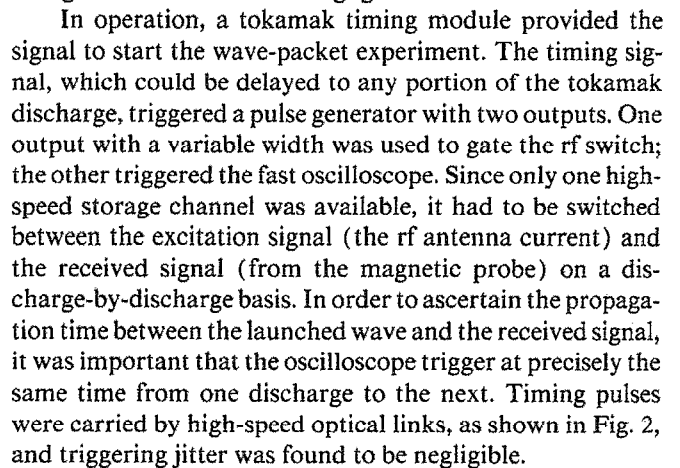 In operation, a tokamak timing module provided the
signal to start the wave-packet experiment. The timing sig-
nal, which could be delayed to any portion of the tokamak
discharge, triggered a pulse generator with two outputs. One
output with a variable width was used to gate the rf switch;
the other triggered the fast oscilloscope. Since only one high-
speed storage channel was available, it had to be switched
between the excitation signal (the rf antenna current) and
the received signal (from the magnetic probe) on a dis-
charge-by-discharge basis. In order to ascertain the propaga-
tion time between the launched wave and the received signal,
it was important that the oscilloscope trigger at precisely the
same time from one discharge to the next. Timing pulses
were carried by high-speed optical links, as shown in Fig. 2,
and triggering jitter was found to be negligible.